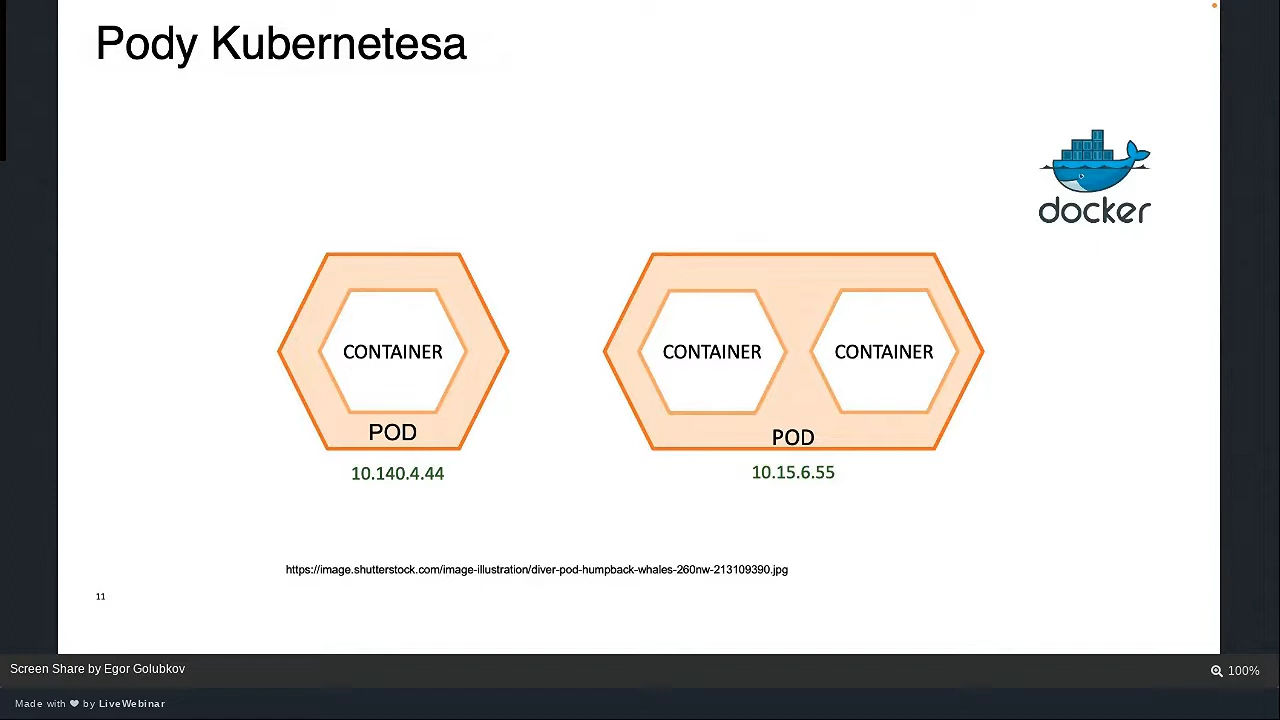 Pody Kubernetesa
docker
CONTAINER
POD
10.140.4.44
CONTAINER
CONTAINER
POD
10.15.6.55
https://image.shutterstock.com/image-illustration/diver-pod-humpback-whales-260nw-213109390.jpg
11
Screen Share by Egor Golubkov
100%
Made with ❤ by LiveWebinar